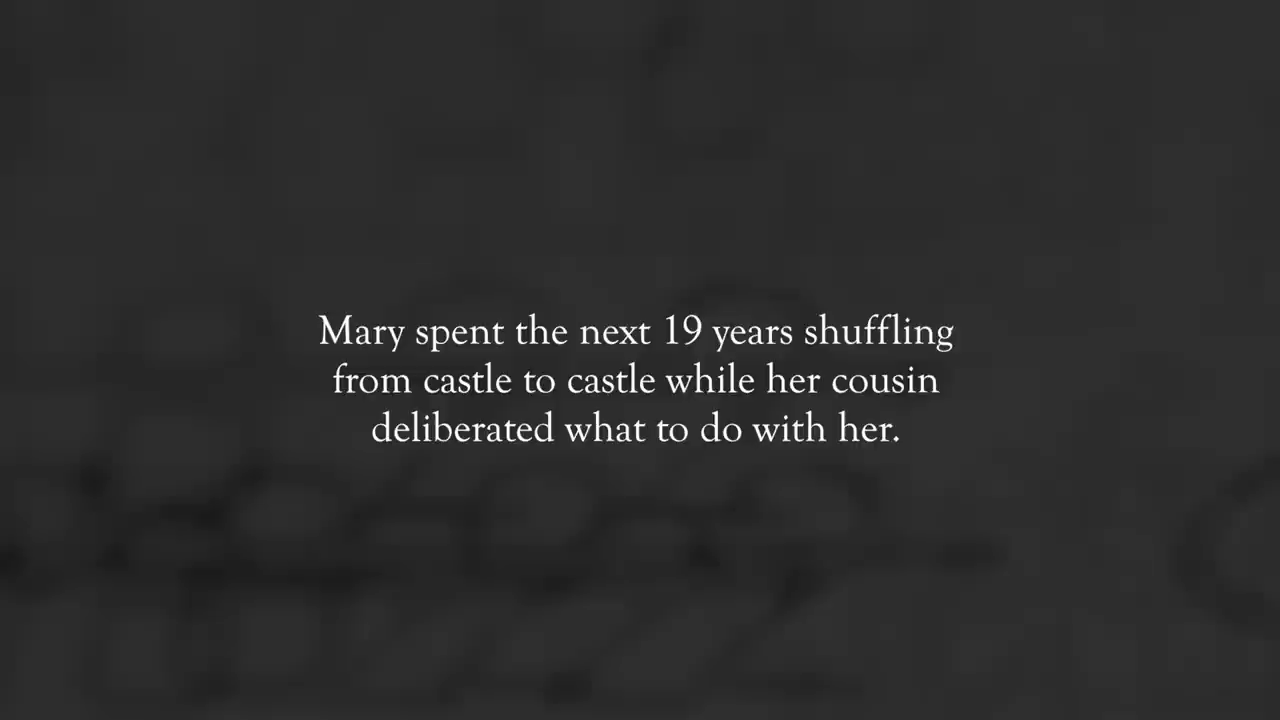 Mary spent the next 19 years shuffling
from castle to castle while her cousin
deliberated what to do with her.